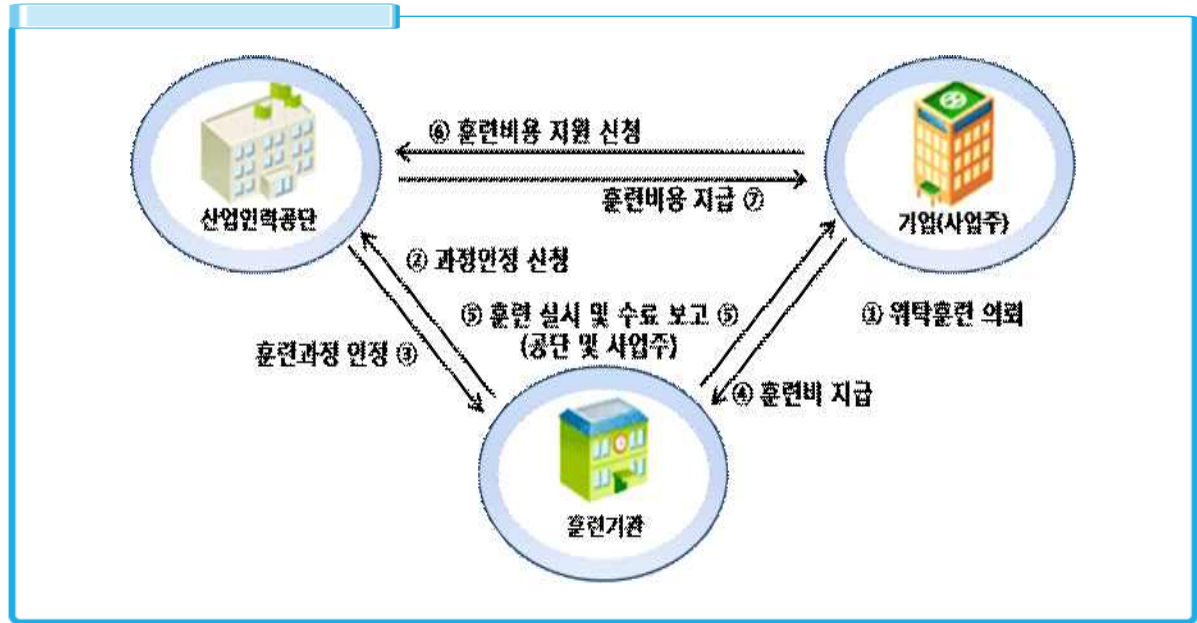 ⑥ 훈련비용 지원 신청
훈련비용 지급 ⑦
산업인력공단
기업(사업주)
② 과정인정 신청
⑤ 훈련 실시 및 수료 보고 ⑤
(공단 및 사업주)
① 위탁훈련 의뢰
훈련과정 인정 ③
④ 훈련비 지급
훈련기관